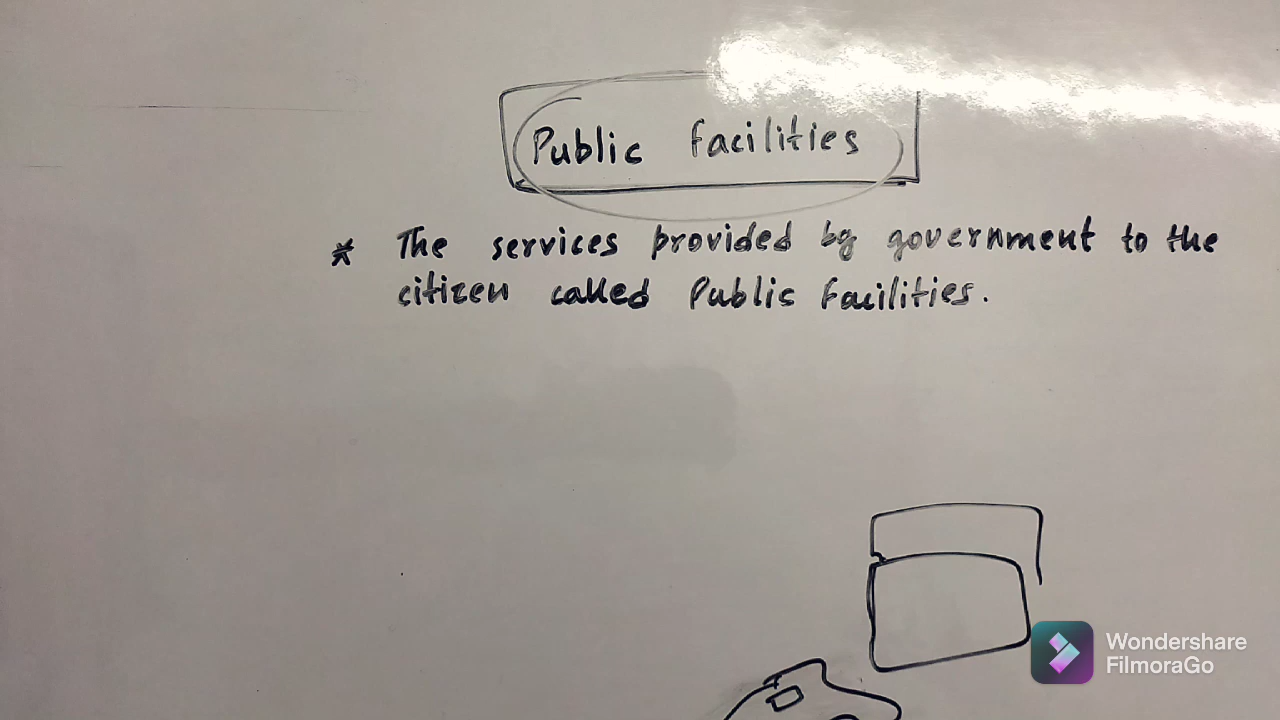 Public Facilities
* The services provided by government to the
citizen called Public Facilities.
Wondershare
FilmoraGo